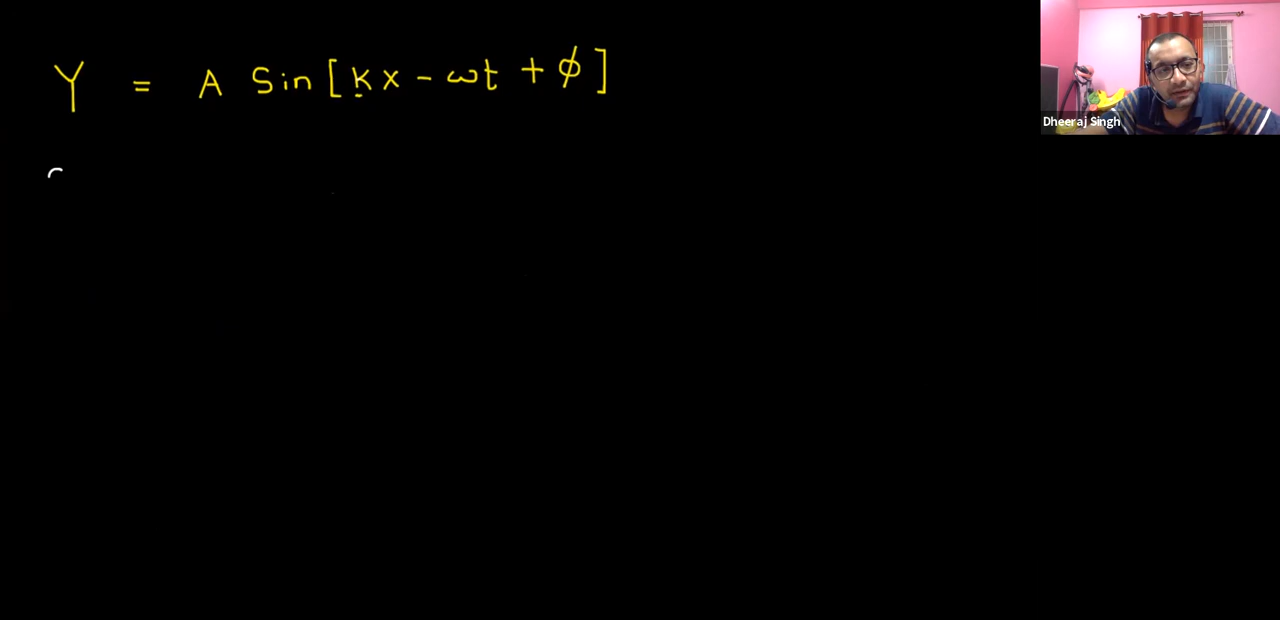 Y = A Sin [kx - ωt + ϕ]
Dheeraj Singh